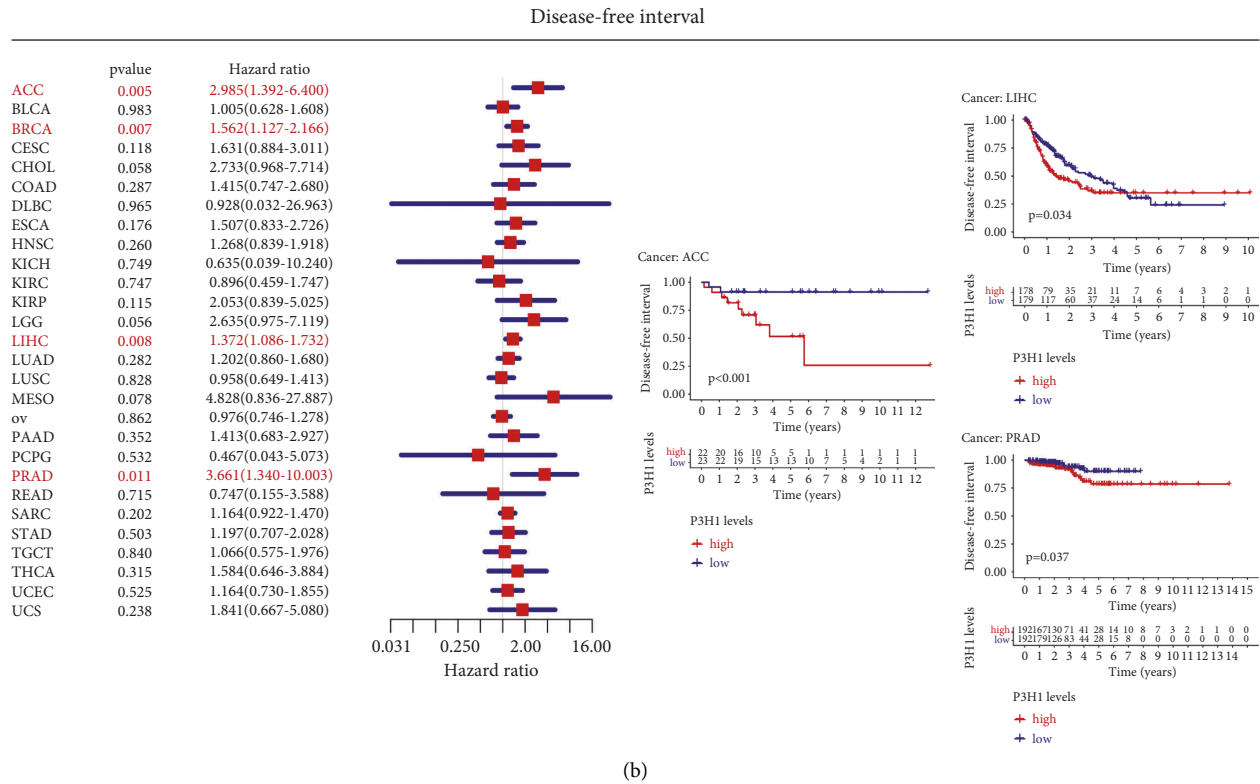 Disease-free interval
pvalue Hazard ratio
ACC 0.005 2.985(1.392-6.400)
BLCA 0.983 1.005(0.628-1.608)
BRCA 0.007 1.562(1.127-2.166)
CESC 0.118 1.631(0.884-3.011)
CHOL 0.058 2.733(0.968-7.714)
COAD 0.287 1.415(0.747-2.680)
DLBC 0.965 0.928(0.032-26.963)
ESCA 0.176 1.507(0.833-2.726)
HNSC 0.260 1.268(0.839-1.918)
KICH 0.749 0.635(0.039-10.240)
KIRC 0.747 0.896(0.459-1.747)
KIRP 0.115 2.053(0.839-5.025)
LGG 0.056 2.635(0.975-7.119)
LIHC 0.008 1.372(1.086-1.732)
LUAD 0.282 1.202(0.860-1.680)
LUSC 0.828 0.958(0.649-1.413)
MESO 0.078 4.828(0.836-27.887)
ov 0.862 0.976(0.746-1.278)
PAAD 0.352 1.413(0.683-2.927)
PCPG 0.532 0.467(0.043-5.073)
PRAD 0.011 3.661(1.340-10.003)
READ 0.715 0.747(0.155-3.588)
SARC 0.202 1.164(0.922-1.470)
STAD 0.503 1.197(0.707-2.028)
TGCT 0.840 1.066(0.575-1.976)
THCA 0.315 1.584(0.646-3.884)
UCEC 0.525 1.164(0.730-1.855)
UCS 0.238 1.841(0.667-5.080)
0.031 0.250 2.00 16.00
Hazard ratio
Cancer: ACC
Disease-free interval
1.00
0.75
0.50
0.25
0.00
p<0.001
0 1 2 3 4 5 6 7 8 9 10 11 12
Time (years)
P3H1 levels
high 22 20 16 10 5 5 1 1 1 1 1 1 1
low 23 22 19 15 13 13 10 7 5 4 2 1 1
0 1 2 3 4 5 6 7 8 9 10 11 12
Time (years)
P3H1 levels
high
low
Cancer: LIHC
Disease-free interval
1.00
0.75
0.50
0.25
0.00
p=0.034
0 1 2 3 4 5 6 7 8 9 10
Time (years)
P3H1 levels
high 178 79 35 21 11 7 6 4 3 2 1
low 179 117 60 37 24 14 6 1 1 0 0
0 1 2 3 4 5 6 7 8 9 10
Time (years)
P3H1 levels
high
low
Cancer: PRAD
Disease-free interval
1.00
0.75
0.50
0.25
0.00
p=0.037
0 1 2 3 4 5 6 7 8 9 10 11 12 13 14 15
Time (years)
P3H1 levels
high 192 167 130 71 41 28 14 10 8 7 3 2 1 1 0 0
low 192 179 126 83 44 28 15 8 0 0 0 0 0 0 0 0
0 1 2 3 4 5 6 7 8 9 10 11 12 13 14
Time (years)
P3H1 levels
high
low
(b)